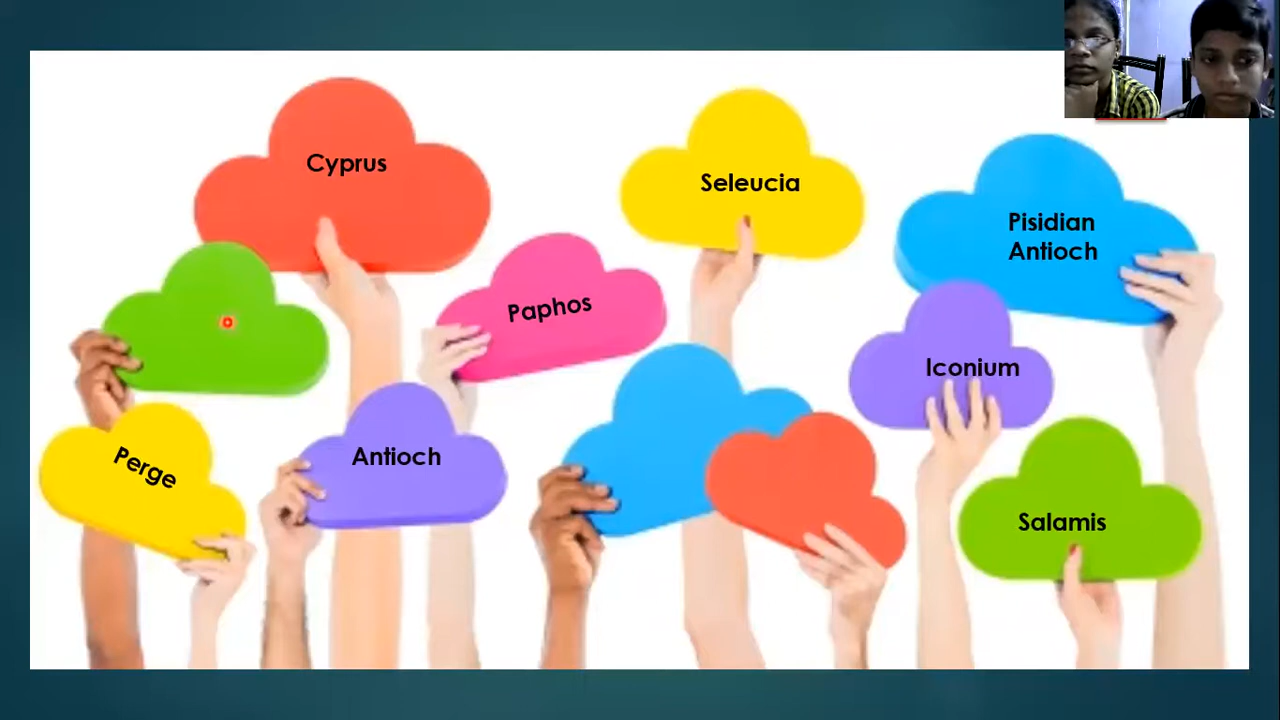 Cyprus
Seleucia
Pisidian
Antioch
Paphos
Iconium
Perge
Antioch
Salamis